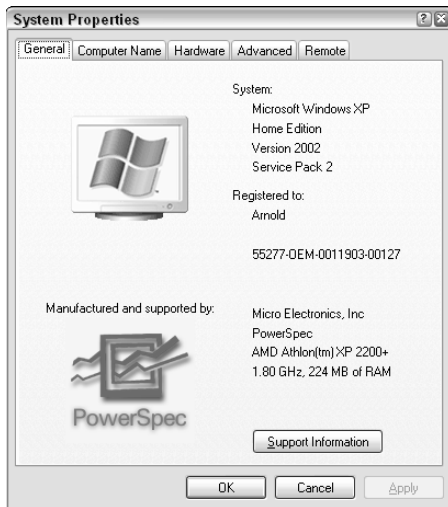 System Properties
General
Computer Name
Hardware
Advanced
Remote
System:
Microsoft Windows XP
Home Edition
Version 2002
Service Pack 2
Registered to:
Arnold
55277-OEM-0011903-00127
Manufactured and supported by:
Micro Electronics, Inc
PowerSpec
AMD Athlon(tm) XP 2200+
1.80 GHz, 224 MB of RAM
PowerSpec
Support Information
OK
Cancel
Apply